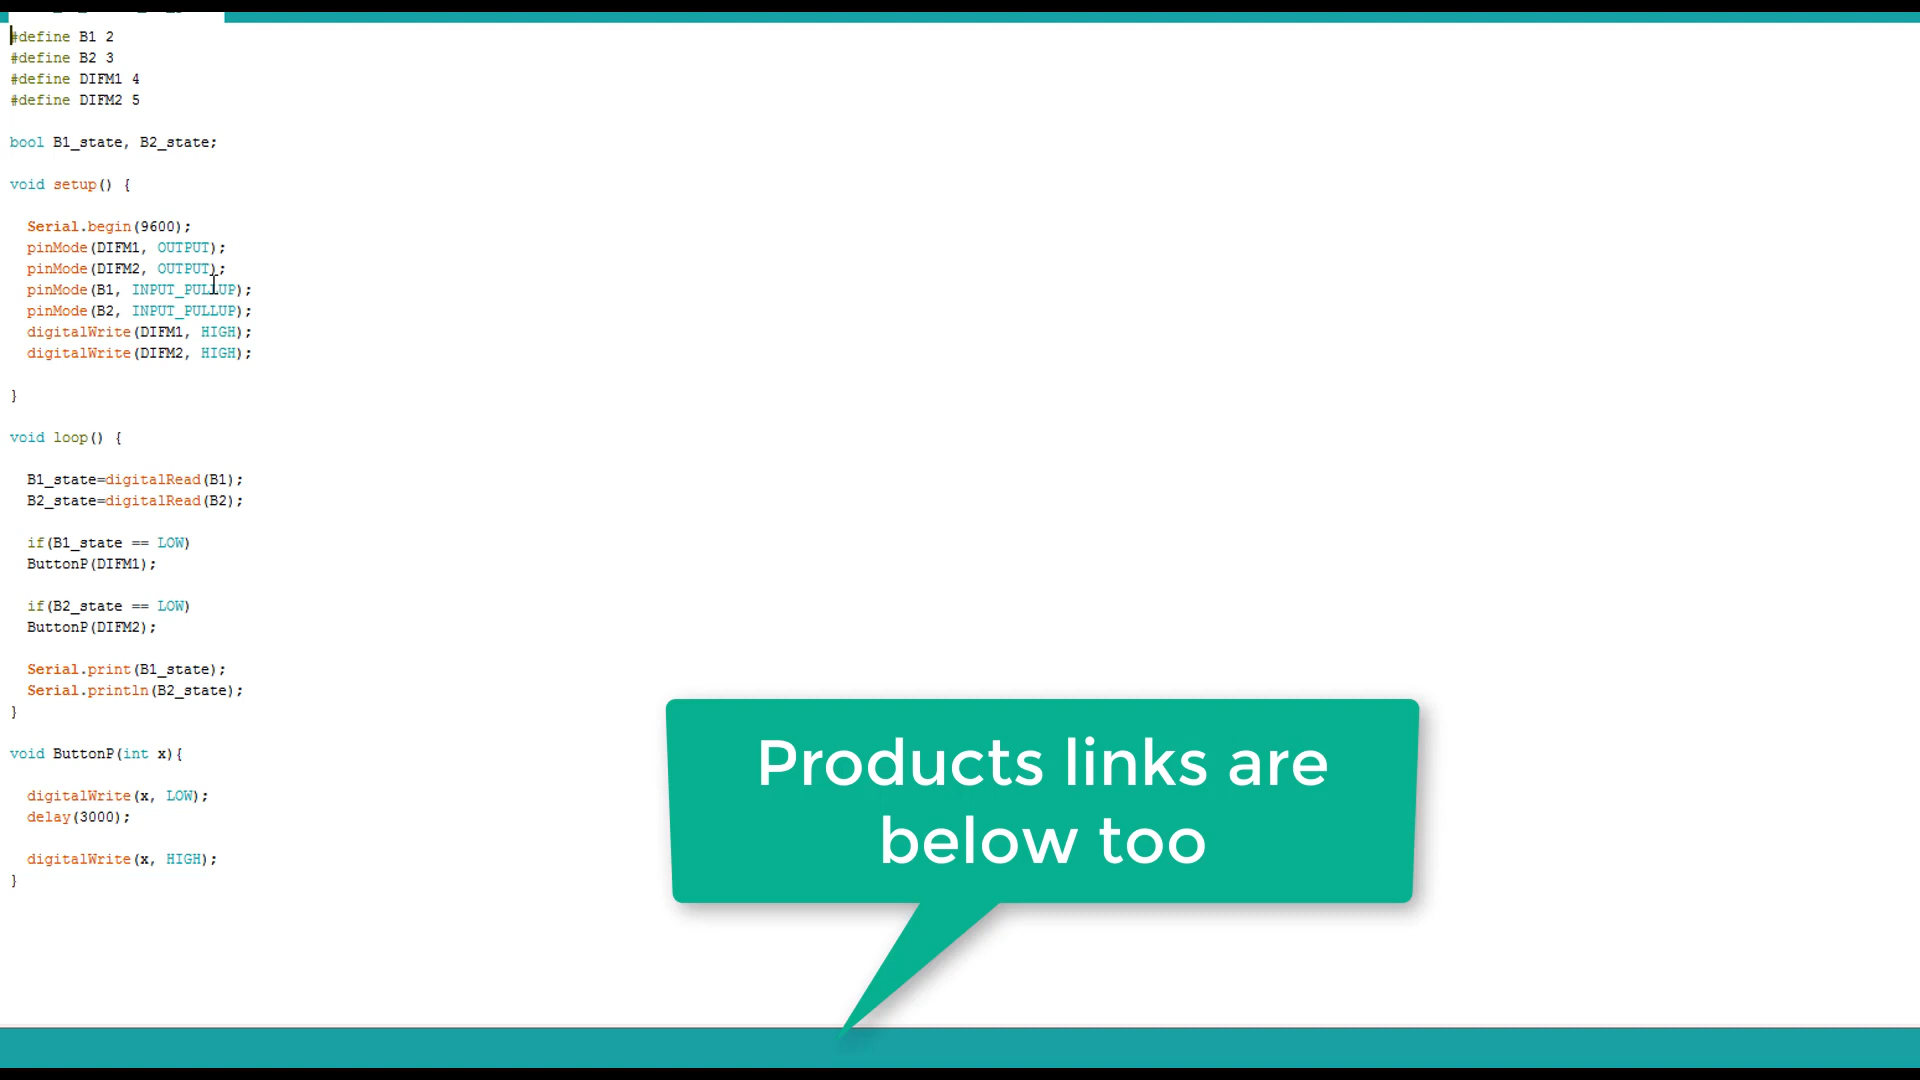 #define B1 2
#define B2 3
#define DIFM1 4
#define DIFM2 5
bool B1_state, B2_state;
void setup() {
Serial.begin(9600);
pinMode(DIFM1, OUTPUT);
pinMode(DIFM2, OUTPUT);
pinMode(B1, INPUT_PULLUP);
pinMode(B2, INPUT_PULLUP);
digitalWrite(DIFM1, HIGH);
digitalWrite(DIFM2, HIGH);
}
void loop() {
B1_state=digitalRead(B1);
B2_state=digitalRead(B2);
if(B1_state == LOW)
ButtonP(DIFM1);
if(B2_state == LOW)
ButtonP(DIFM2);
Serial.print(B1_state);
Serial.println(B2_state);
}
void ButtonP(int x){
digitalWrite(x, LOW);
delay(3000);
digitalWrite(x, HIGH);
}
Products links are
below too